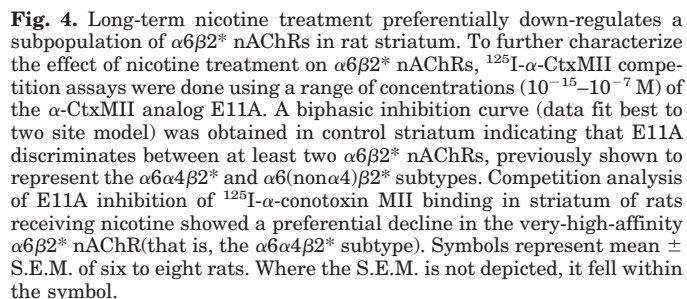 Fig. 4. Long-term nicotine treatment preferentially down-regulates a
subpopulation of α6β2* nAChRs in rat striatum. To further characterize
the effect of nicotine treatment on α6β2* nAChRs, ¹²⁵I-α-CtxMII compe-
tition assays were done using a range of concentrations (10⁻¹⁵–10⁻⁷ M) of
the α-CtxMII analog E11A. A biphasic inhibition curve (data fit best to
two site model) was obtained in control striatum indicating that E11A
discriminates between at least two α6β2* nAChRs, previously shown to
represent the α6α4β2* and α6(nonα4)β2* subtypes. Competition analysis
of E11A inhibition of ¹²⁵I-α-conotoxin MII binding in striatum of rats
receiving nicotine showed a preferential decline in the very-high-affinity
α6β2* nAChR(that is, the α6α4β2* subtype). Symbols represent mean ±
S.E.M. of six to eight rats. Where the S.E.M. is not depicted, it fell within
the symbol.